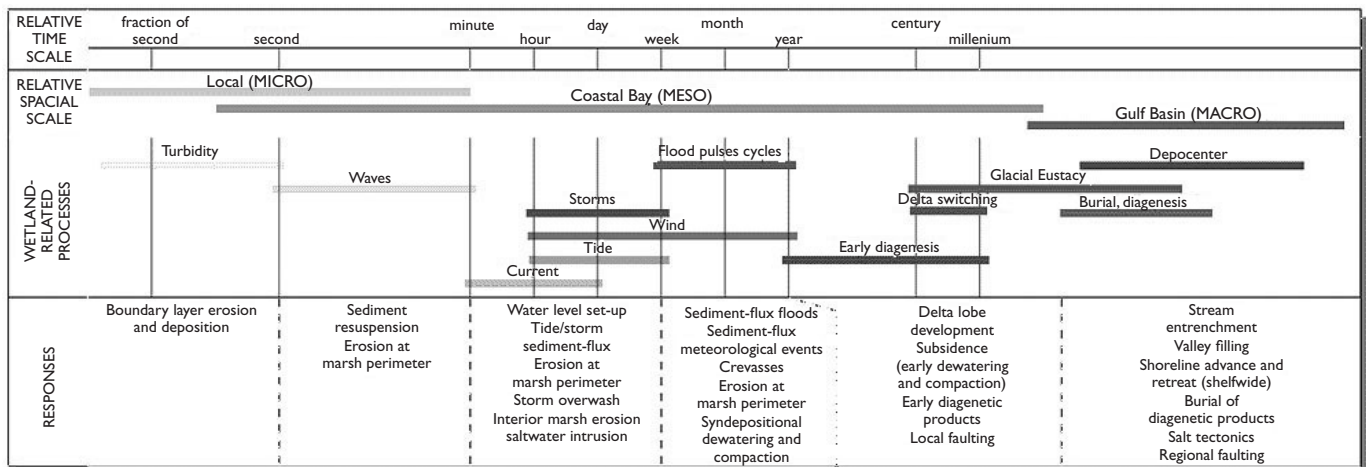 RELATIVE
TIME
SCALE
fraction of
second
second
minute
hour
day
week
month
year
century
millenium
RELATIVE
SPACIAL
SCALE
Local (MICRO)
Coastal Bay (MESO)
Gulf Basin (MACRO)
WETLAND-
RELATED
PROCESSES
Turbidity
Flood pulses cycles
Depocenter
Waves
Glacial Eustacy
Storms
Delta switching
Burial, diagenesis
Wind
Tide
Early diagenesis
Current
RESPONSES
Boundary layer erosion
and deposition
Sediment
resuspension
Erosion at
marsh perimeter
Water level set-up
Tide/storm
sediment-flux
Erosion at
marsh perimeter
Storm overwash
Interior marsh erosion
saltwater intrusion
Sediment-flux floods
Sediment-flux
meteorological events
Crevasses
Erosion at
marsh perimeter
Syndepositional
dewatering and
compaction
Delta lobe
development
Subsidence
(early dewatering
and compaction)
Early diagenetic
products
Local faulting
Stream
entrenchment
Valley filling
Shoreline advance and
retreat (shelfwide)
Burial of
diagenetic products
Salt tectonics
Regional faulting